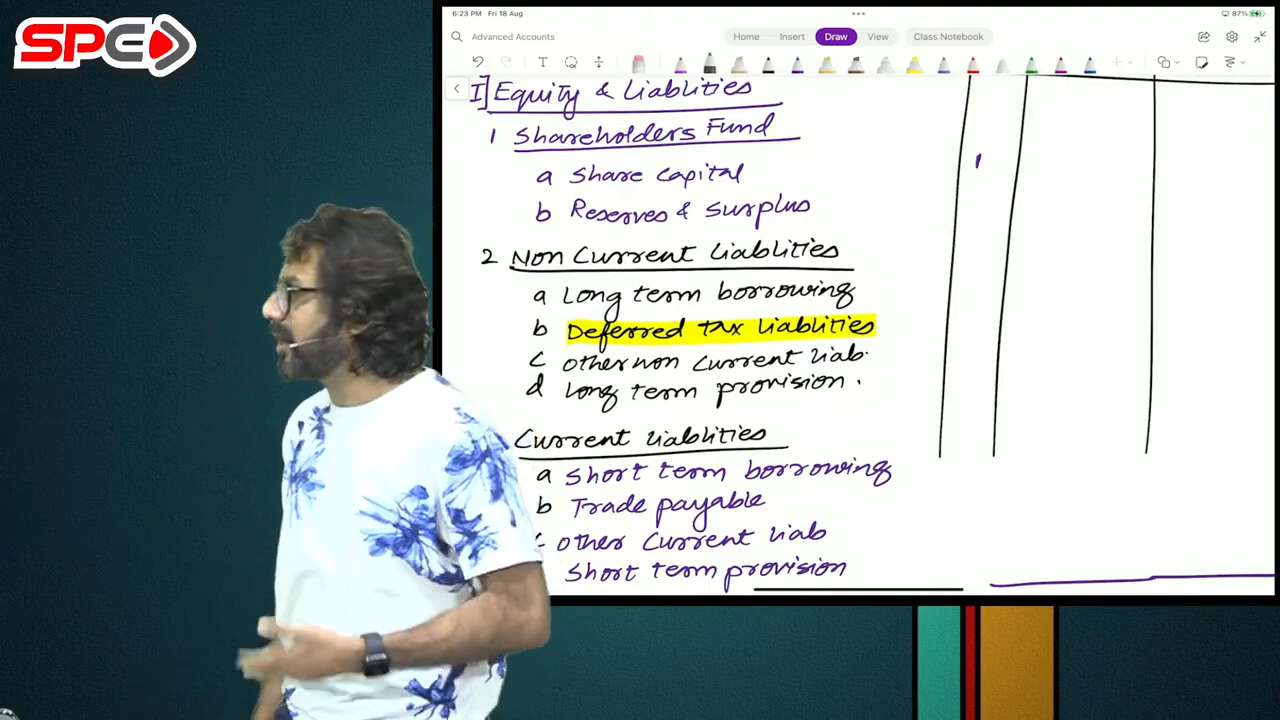 SPE
6:23 PM Fri 18 Aug
87%
Advanced Accounts
Home Insert Draw View Class Notebook
I] Equity & Liablities
1 Shareholders Fund
1
a Share Capital
b Reserves & Surplus
2 Non Current Liablities
a Long term borrowing
b Deferred tax liablities
c other non Current liab.
d Long term provision.
Current Liablities
a Short term borrowing
b Trade payable
c other Current liab
Short term provision